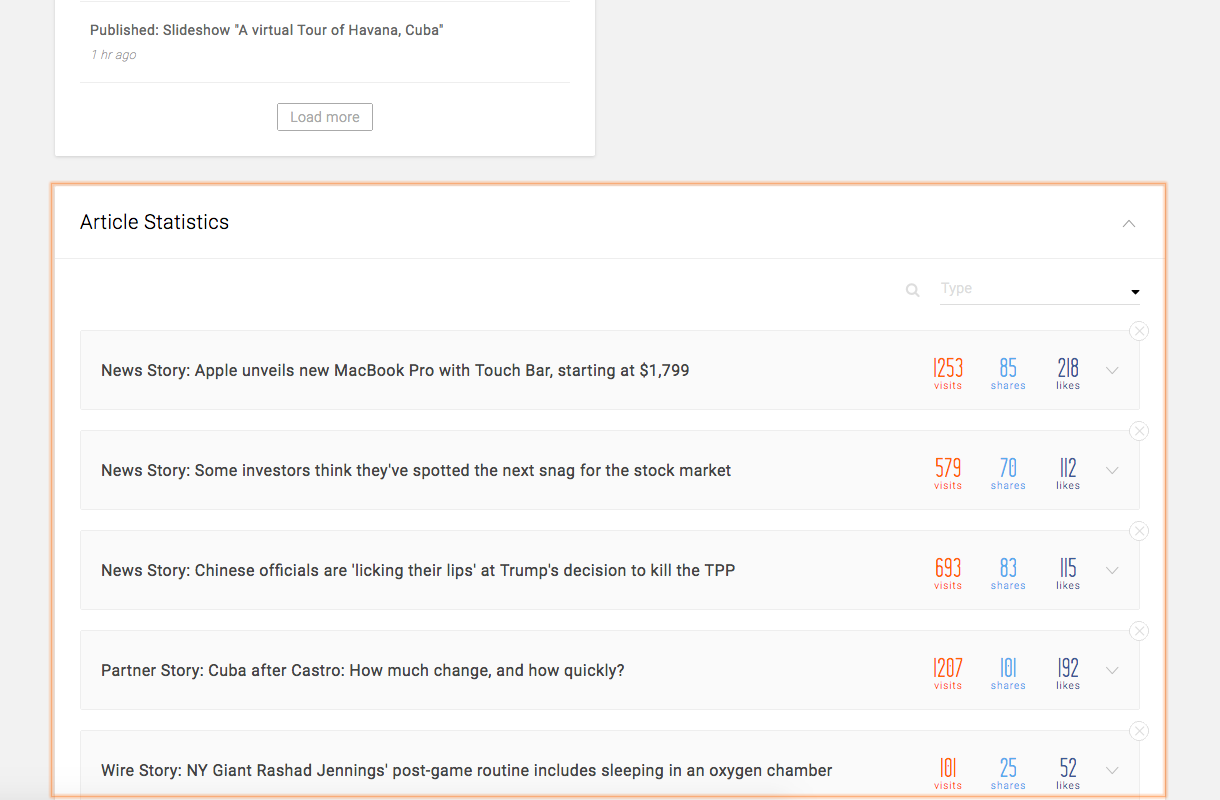 Published: Slideshow "A virtual Tour of Havana, Cuba"
1 hr ago
Load more
Article Statistics
Type
News Story: Apple unveils new MacBook Pro with Touch Bar, starting at $1,799
1253 85 218
visits shares likes
News Story: Some investors think they've spotted the next snag for the stock market
579 70 112
visits shares likes
News Story: Chinese officials are 'licking their lips' at Trump's decision to kill the TPP
693 83 115
visits shares likes
Partner Story: Cuba after Castro: How much change, and how quickly?
1207 101 192
visits shares likes
Wire Story: NY Giant Rashad Jennings' post-game routine includes sleeping in an oxygen chamber
101 25 52
visits shares likes